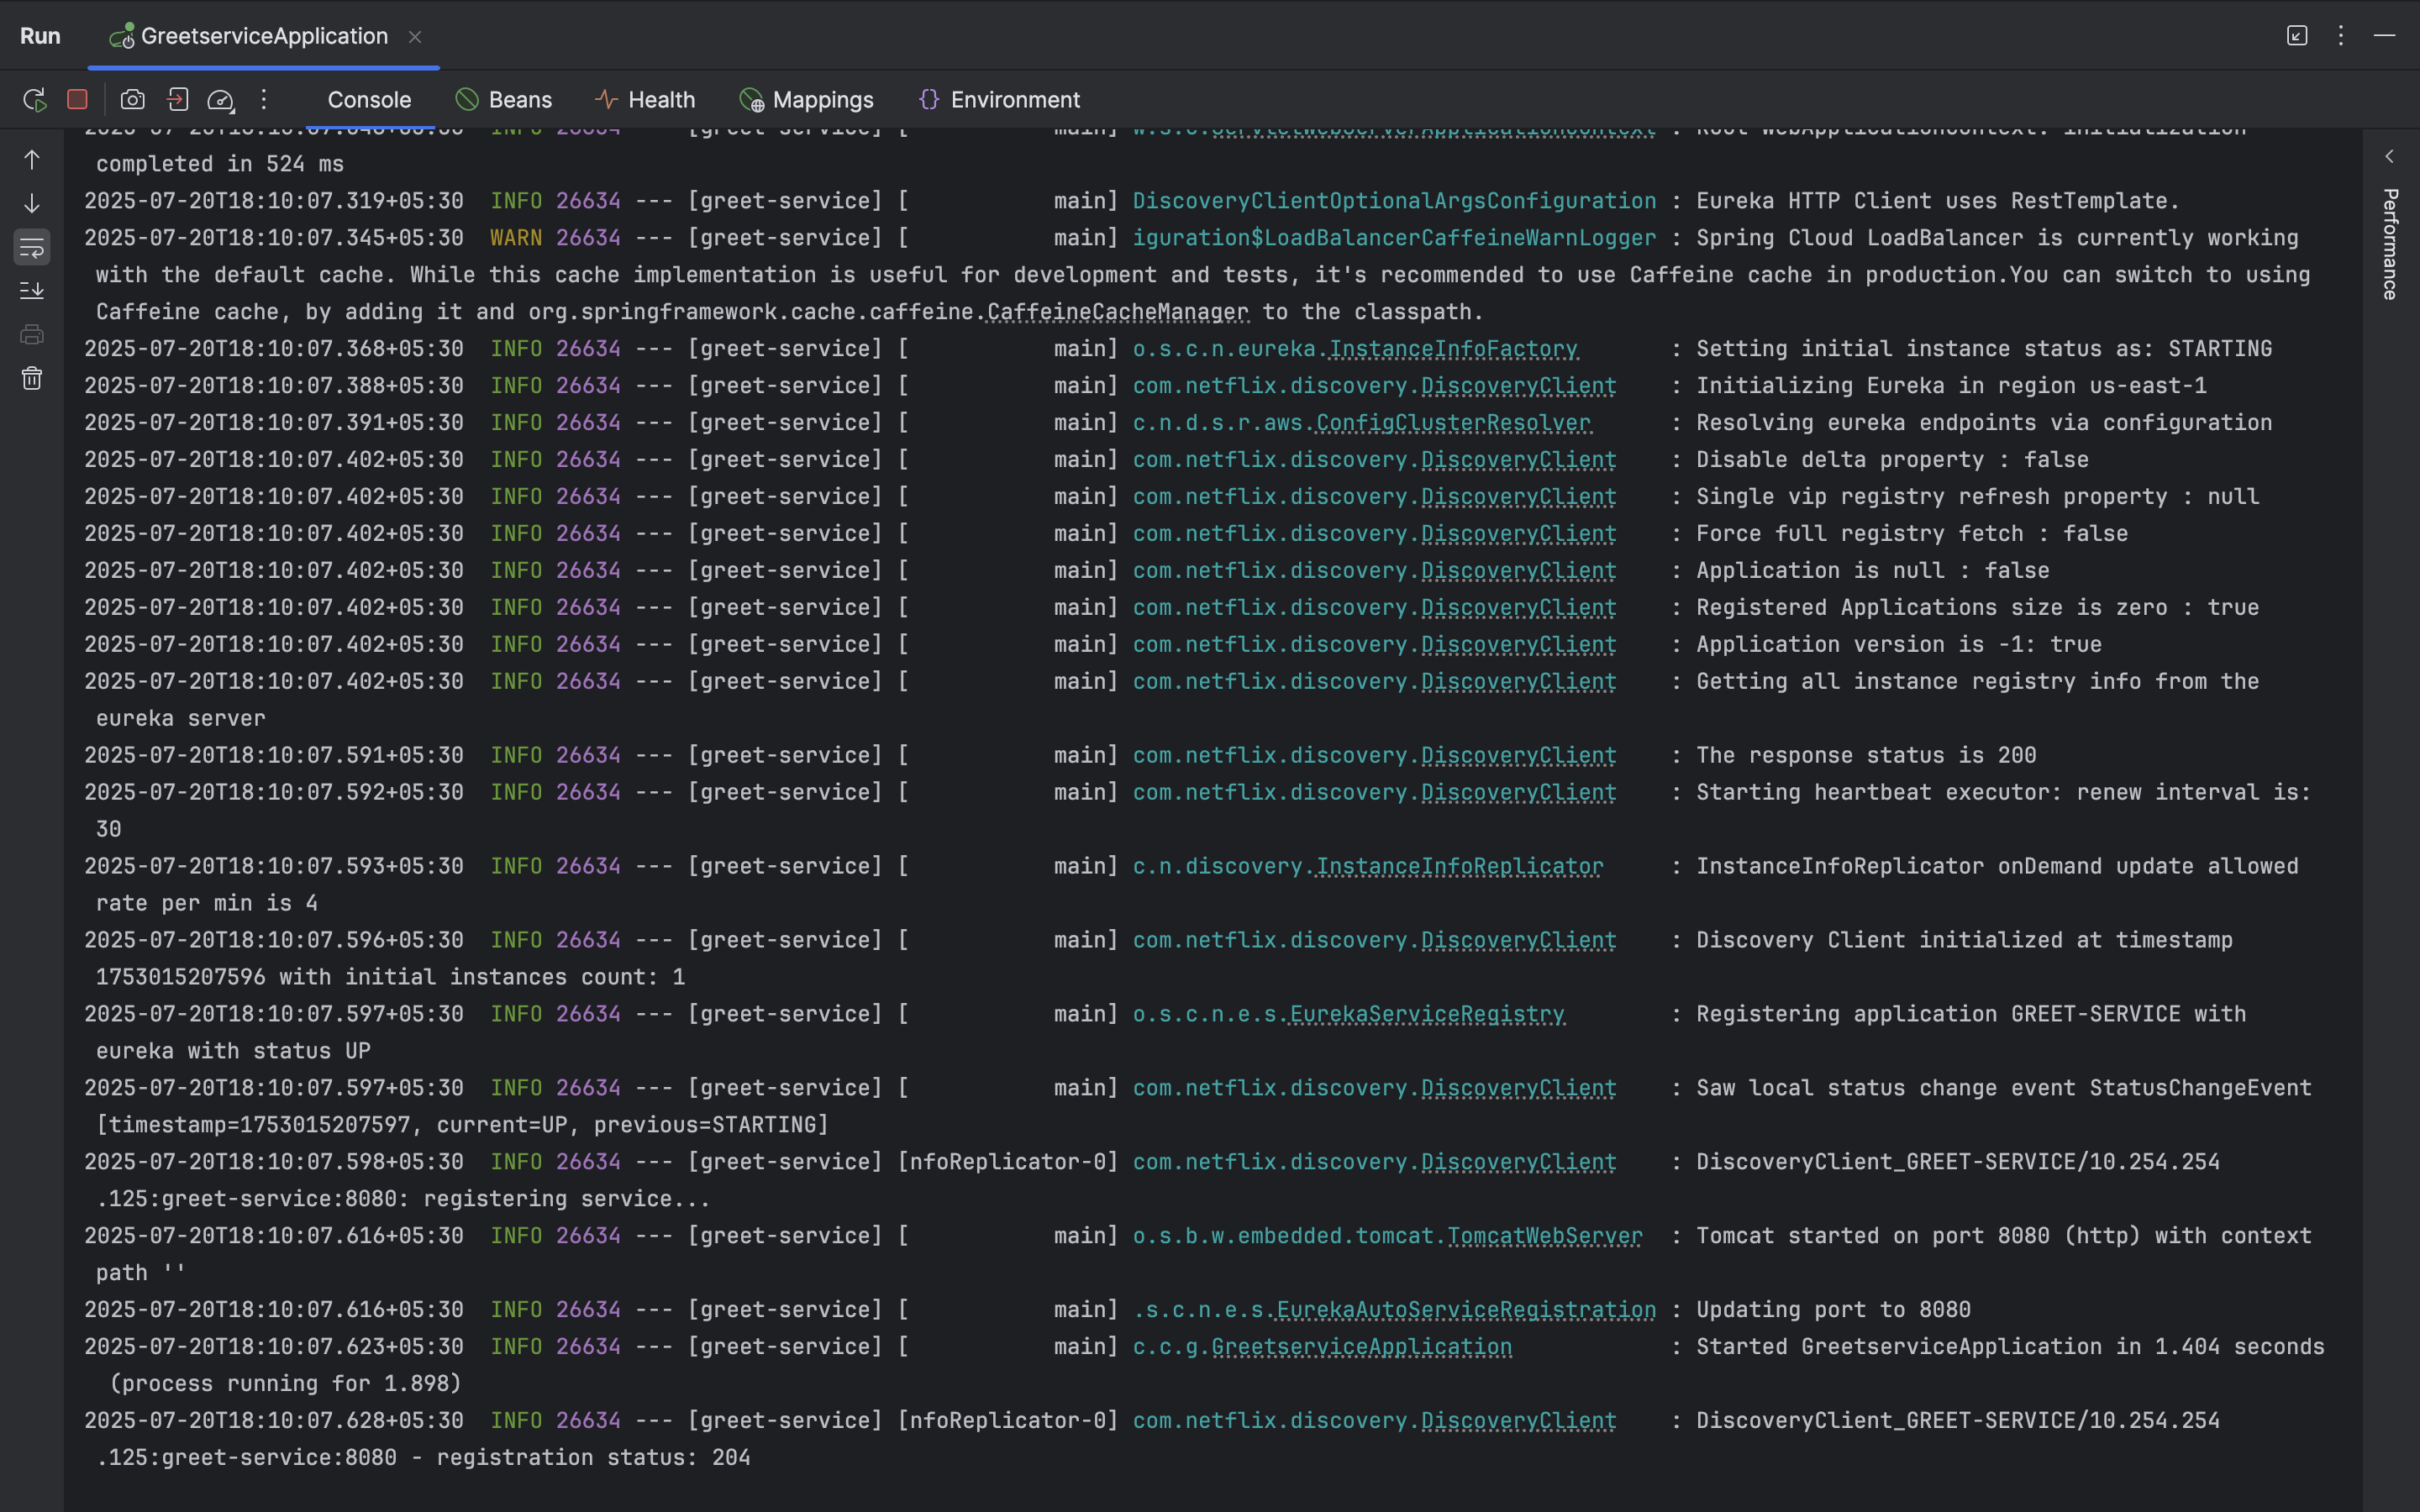 Run GreetserviceApplication
Console Beans Health Mappings Environment
completed in 524 ms
2025-07-20T18:10:07.319+05:30 INFO 26634 --- [greet-service] [ main] DiscoveryClientOptionalArgsConfiguration : Eureka HTTP Client uses RestTemplate.
2025-07-20T18:10:07.345+05:30 WARN 26634 --- [greet-service] [ main] iguration$LoadBalancerCaffeineWarnLogger : Spring Cloud LoadBalancer is currently working
with the default cache. While this cache implementation is useful for development and tests, it's recommended to use Caffeine cache in production.You can switch to using
Caffeine cache, by adding it and org.springframework.cache.caffeine.CaffeineCacheManager to the classpath.
2025-07-20T18:10:07.368+05:30 INFO 26634 --- [greet-service] [ main] o.s.c.n.eureka.InstanceInfoFactory : Setting initial instance status as: STARTING
2025-07-20T18:10:07.388+05:30 INFO 26634 --- [greet-service] [ main] com.netflix.discovery.DiscoveryClient : Initializing Eureka in region us-east-1
2025-07-20T18:10:07.391+05:30 INFO 26634 --- [greet-service] [ main] c.n.d.s.r.aws.ConfigClusterResolver : Resolving eureka endpoints via configuration
2025-07-20T18:10:07.402+05:30 INFO 26634 --- [greet-service] [ main] com.netflix.discovery.DiscoveryClient : Disable delta property : false
2025-07-20T18:10:07.402+05:30 INFO 26634 --- [greet-service] [ main] com.netflix.discovery.DiscoveryClient : Single vip registry refresh property : null
2025-07-20T18:10:07.402+05:30 INFO 26634 --- [greet-service] [ main] com.netflix.discovery.DiscoveryClient : Force full registry fetch : false
2025-07-20T18:10:07.402+05:30 INFO 26634 --- [greet-service] [ main] com.netflix.discovery.DiscoveryClient : Application is null : false
2025-07-20T18:10:07.402+05:30 INFO 26634 --- [greet-service] [ main] com.netflix.discovery.DiscoveryClient : Registered Applications size is zero : true
2025-07-20T18:10:07.402+05:30 INFO 26634 --- [greet-service] [ main] com.netflix.discovery.DiscoveryClient : Application version is -1: true
2025-07-20T18:10:07.402+05:30 INFO 26634 --- [greet-service] [ main] com.netflix.discovery.DiscoveryClient : Getting all instance registry info from the
eureka server
2025-07-20T18:10:07.591+05:30 INFO 26634 --- [greet-service] [ main] com.netflix.discovery.DiscoveryClient : The response status is 200
2025-07-20T18:10:07.592+05:30 INFO 26634 --- [greet-service] [ main] com.netflix.discovery.DiscoveryClient : Starting heartbeat executor: renew interval is:
30
2025-07-20T18:10:07.593+05:30 INFO 26634 --- [greet-service] [ main] c.n.discovery.InstanceInfoReplicator : InstanceInfoReplicator onDemand update allowed
rate per min is 4
2025-07-20T18:10:07.596+05:30 INFO 26634 --- [greet-service] [ main] com.netflix.discovery.DiscoveryClient : Discovery Client initialized at timestamp
1753015207596 with initial instances count: 1
2025-07-20T18:10:07.597+05:30 INFO 26634 --- [greet-service] [ main] o.s.c.n.e.s.EurekaServiceRegistry : Registering application GREET-SERVICE with
eureka with status UP
2025-07-20T18:10:07.597+05:30 INFO 26634 --- [greet-service] [ main] com.netflix.discovery.DiscoveryClient : Saw local status change event StatusChangeEvent
[timestamp=1753015207597, current=UP, previous=STARTING]
2025-07-20T18:10:07.598+05:30 INFO 26634 --- [greet-service] [nfoReplicator-0] com.netflix.discovery.DiscoveryClient : DiscoveryClient_GREET-SERVICE/10.254.254
.125:greet-service:8080: registering service...
2025-07-20T18:10:07.616+05:30 INFO 26634 --- [greet-service] [ main] o.s.b.w.embedded.tomcat.TomcatWebServer : Tomcat started on port 8080 (http) with context
path ''
2025-07-20T18:10:07.616+05:30 INFO 26634 --- [greet-service] [ main] .s.c.n.e.s.EurekaAutoServiceRegistration : Updating port to 8080
2025-07-20T18:10:07.623+05:30 INFO 26634 --- [greet-service] [ main] c.c.g.GreetserviceApplication : Started GreetserviceApplication in 1.404 seconds
(process running for 1.898)
2025-07-20T18:10:07.628+05:30 INFO 26634 --- [greet-service] [nfoReplicator-0] com.netflix.discovery.DiscoveryClient : DiscoveryClient_GREET-SERVICE/10.254.254
.125:greet-service:8080 - registration status: 204
Performance